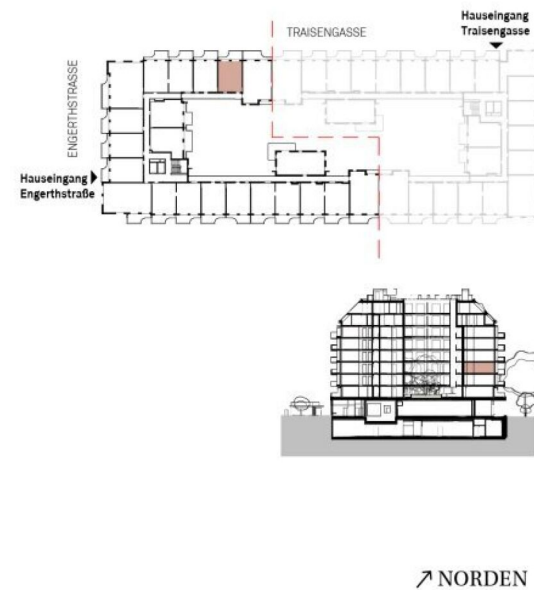 Hauseingang
Traisengasse
TRAISENGASSE
ENGERTHSTRASSE
Hauseingang
Engerthstraße
↗ NORDEN